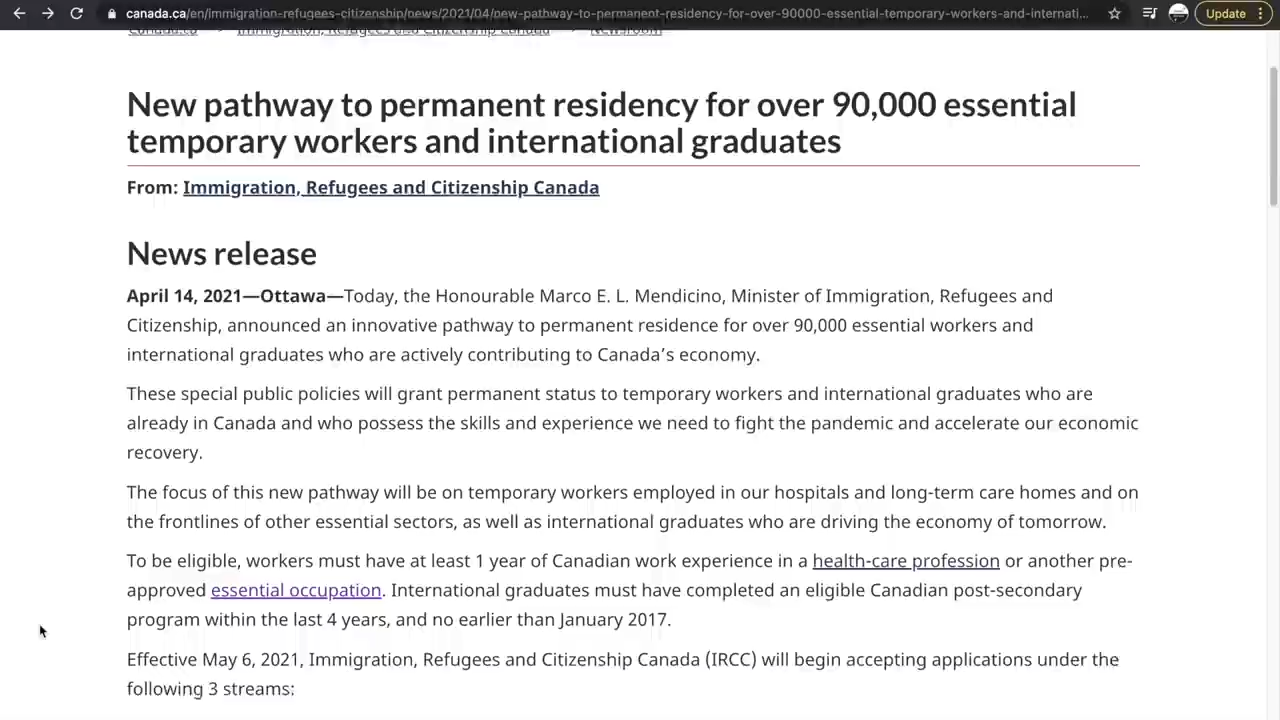 canada.ca/en/immigration-refugees-citizenship/news/2021/04/new-pathway-to-permanent-residency-for-over-90000-essential-temporary-workers-and-internati...
Update
Canada.ca > Immigration, Refugees and Citizenship Canada > Newsroom
New pathway to permanent residency for over 90,000 essential
temporary workers and international graduates
From: Immigration, Refugees and Citizenship Canada
News release
April 14, 2021—Ottawa—Today, the Honourable Marco E. L. Mendicino, Minister of Immigration, Refugees and
Citizenship, announced an innovative pathway to permanent residence for over 90,000 essential workers and
international graduates who are actively contributing to Canada’s economy.
These special public policies will grant permanent status to temporary workers and international graduates who are
already in Canada and who possess the skills and experience we need to fight the pandemic and accelerate our economic
recovery.
The focus of this new pathway will be on temporary workers employed in our hospitals and long-term care homes and on
the frontlines of other essential sectors, as well as international graduates who are driving the economy of tomorrow.
To be eligible, workers must have at least 1 year of Canadian work experience in a health-care profession or another pre-
approved essential occupation. International graduates must have completed an eligible Canadian post-secondary
program within the last 4 years, and no earlier than January 2017.
Effective May 6, 2021, Immigration, Refugees and Citizenship Canada (IRCC) will begin accepting applications under the
following 3 streams: